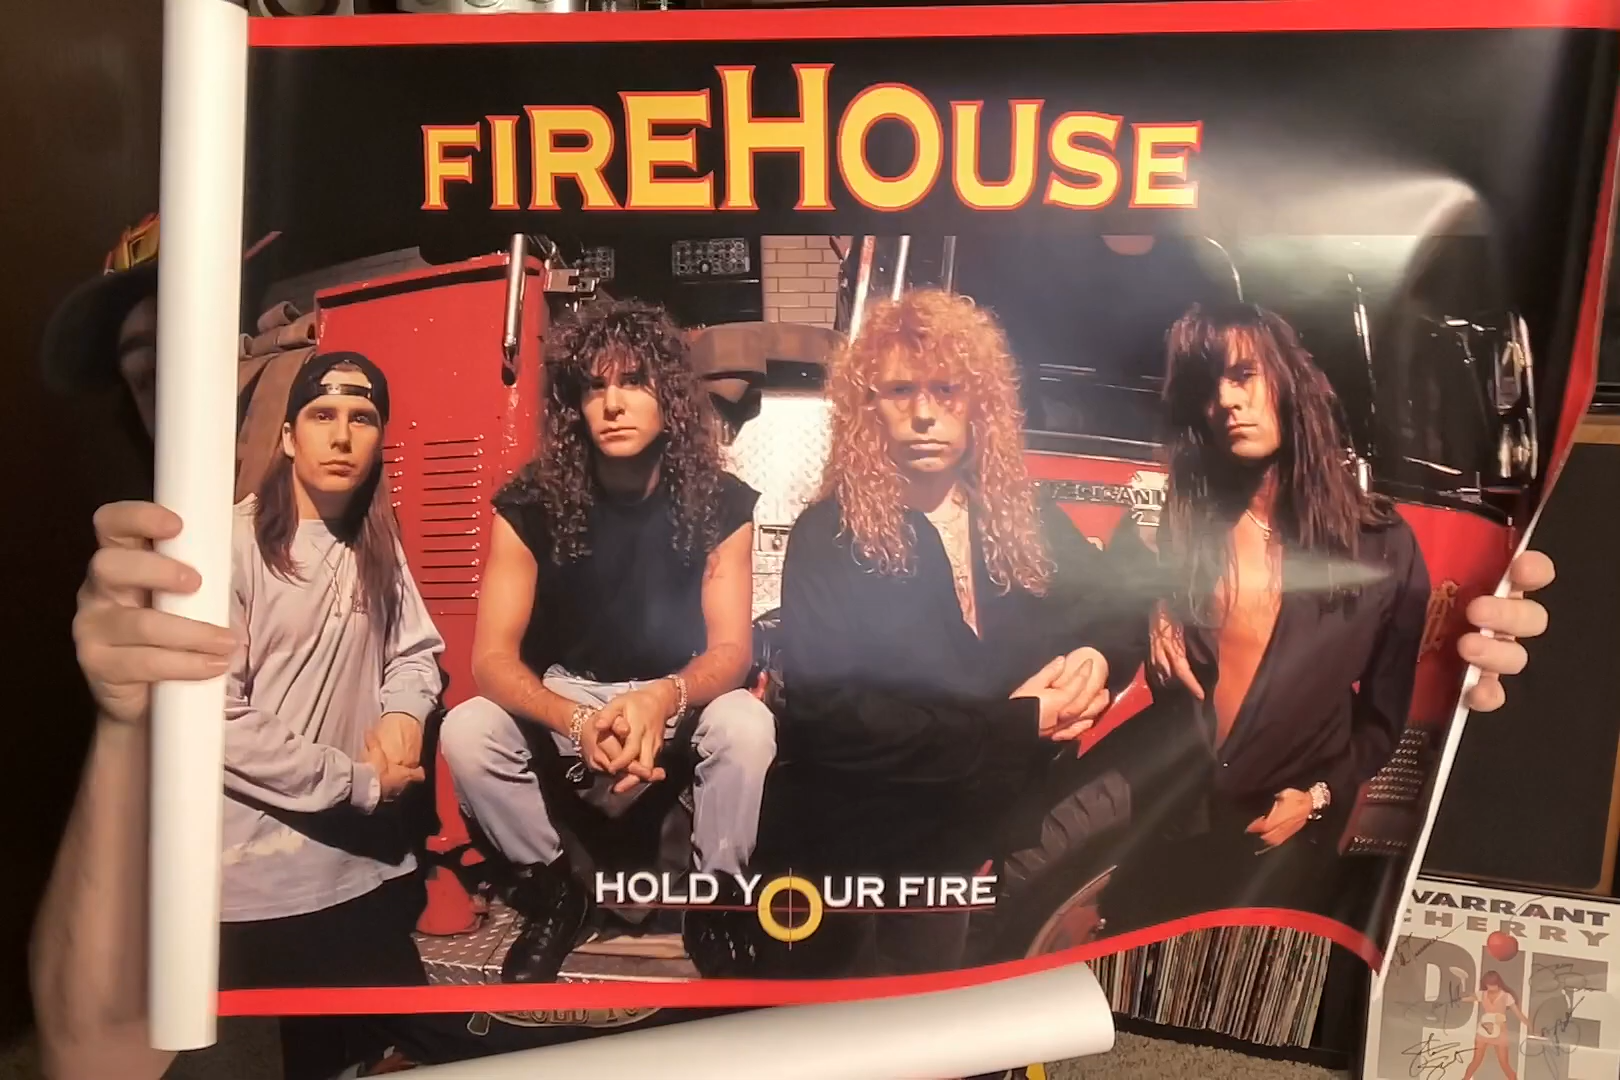 FIREHOUSE
HOLD YOUR FIRE
WARRANT
CHERRY
PIE